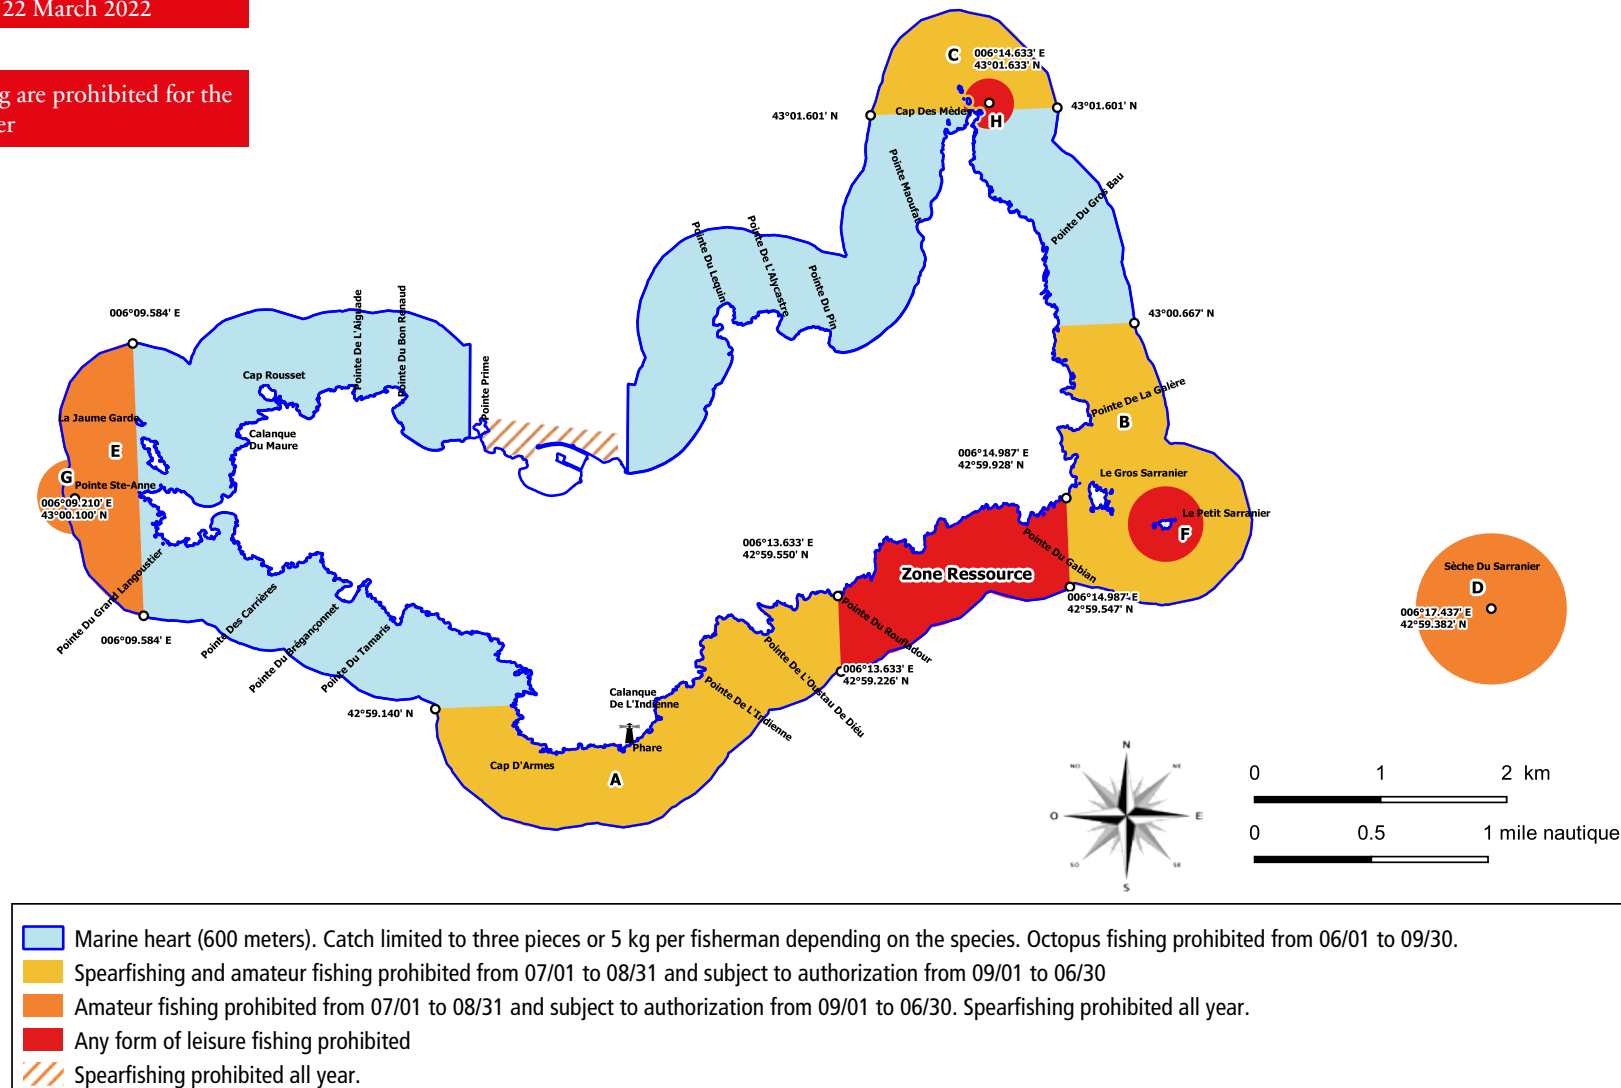 22 March 2022
g are prohibited for the
er
C
006°14.633' E
43°01.633' N
43°01.601' N
Cap Des Mèdes
H
43°01.601' N
Pointe Maoufat
Pointe Du Gros Bau
Pointe Du Lequin
Pointe De L'Alycastre
Pointe Du Pin
006°09.584' E
Pointe De L'Aiguade
Pointe Du Bon Renaud
43°00.667' N
Cap Rousset
Pointe Prime
Pointe De La Galère
La Jaume Garde
B
Calanque
Du Maure
E
006°14.987' E
42°59.928' N
Le Gros Sarranier
G
Pointe Ste-Anne
006°09.210' E
43°00.100' N
Le Petit Sarranier
F
Pointe Du Gabian
006°13.633' E
42°59.550' N
Zone Ressource
Sèche Du Sarranier
D
006°17.437' E
42°59.382' N
006°14.987' E
42°59.547' N
Pointe Du Grand Langoustier
Pointe Des Carrières
Pointe Du Brégançonnet
Pointe Du Tamaris
Pointe Du Roufladour
006°09.584' E
Pointe De L'Oustau De Diéu
006°13.633' E
42°59.226' N
Pointe De L'Indienne
Calanque
De L'Indienne
42°59.140' N
Phare
Cap D'Armes
A
N
NO
NE
O
E
SO
SE
S
0 1 2 km
0 0.5 1 mile nautique
Marine heart (600 meters). Catch limited to three pieces or 5 kg per fisherman depending on the species. Octopus fishing prohibited from 06/01 to 09/30.
Spearfishing and amateur fishing prohibited from 07/01 to 08/31 and subject to authorization from 09/01 to 06/30
Amateur fishing prohibited from 07/01 to 08/31 and subject to authorization from 09/01 to 06/30. Spearfishing prohibited all year.
Any form of leisure fishing prohibited
Spearfishing prohibited all year.